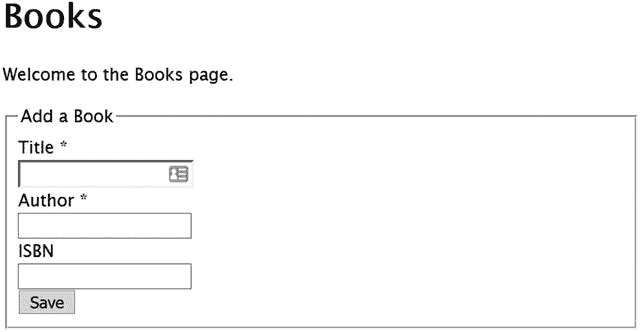 Books
Welcome to the Books page.
Add a Book
Title *
Author *
ISBN
Save